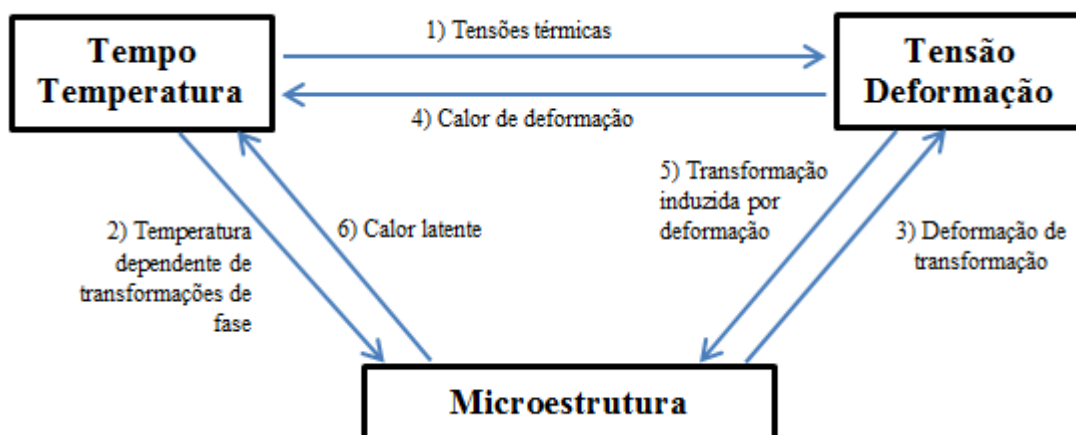 Tempo
Temperatura
1) Tensões térmicas
Tensão
Deformação
4) Calor de deformação
2) Temperatura
dependente de
transformações de
fase
6) Calor latente
5) Transformação
induzida por
deformação
3) Deformação de
transformação
Microestrutura